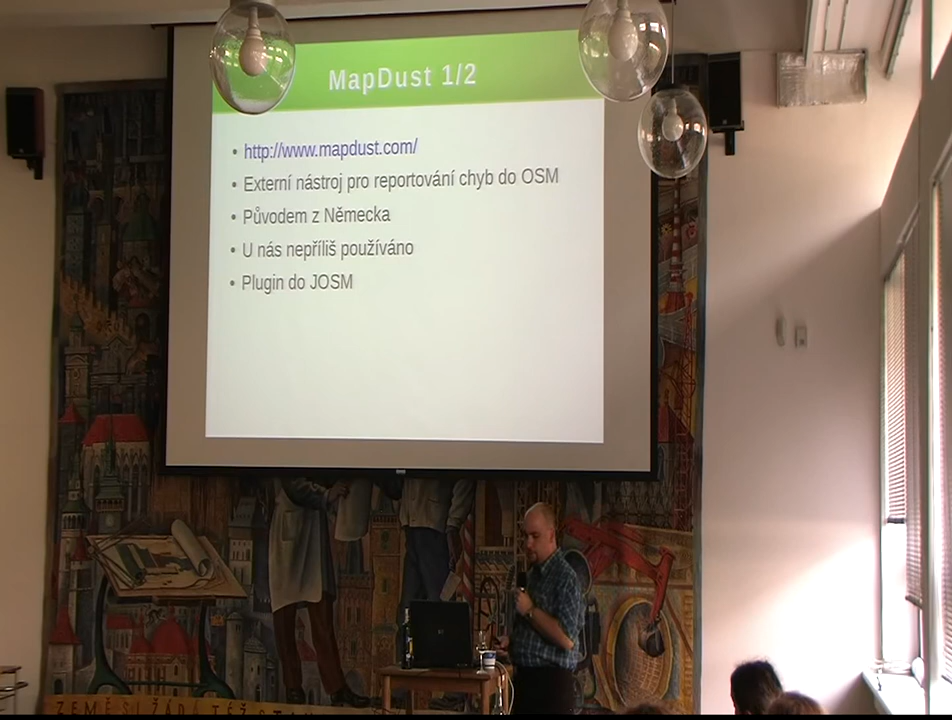 MapDust 1/2
• http://www.mapdust.com/
• Externí nástroj pro reportování chyb do OSM
• Původem z Německa
• U nás nepříliš používáno
• Plugin do JOSM